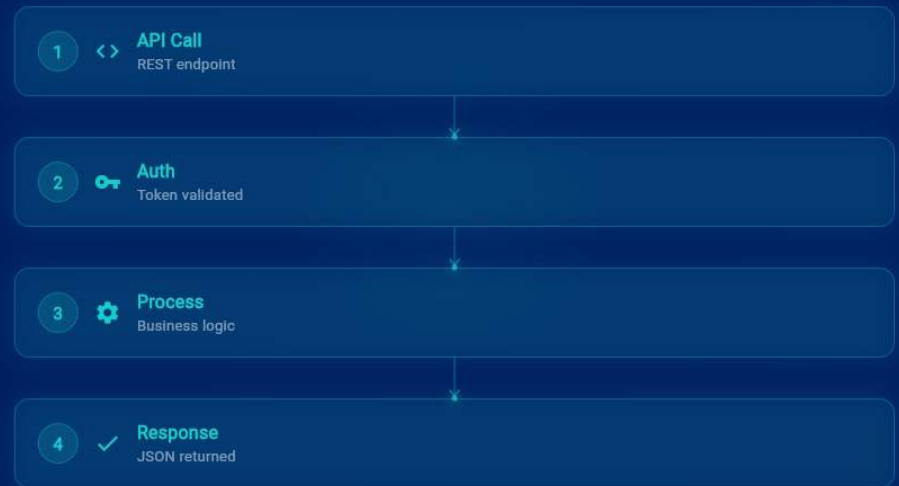 1
API Call
REST endpoint
2
Auth
Token validated
3
Process
Business logic
4
Response
JSON returned